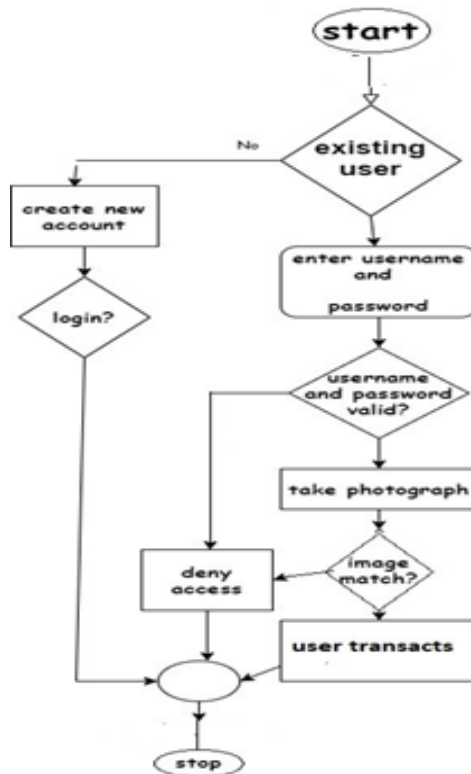 start
existing
user
No
create new
account
enter username
and
password
login?
username
and password
valid?
take photograph
image
match?
deny
access
user transacts
stop